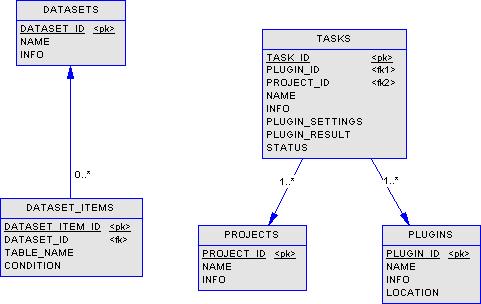 DATASETS
DATASET_ID <pk>
NAME
INFO
TASKS
TASK_ID <pk>
PLUGIN_ID <fk1>
PROJECT_ID <fk2>
NAME
INFO
PLUGIN_SETTINGS
PLUGIN_RESULT
STATUS
0..*
1..*
1..*
DATASET_ITEMS
DATASET_ITEM_ID <pk>
DATASET_ID <fk>
TABLE_NAME
CONDITION
PROJECTS
PROJECT_ID <pk>
NAME
INFO
PLUGINS
PLUGIN_ID <pk>
NAME
INFO
LOCATION